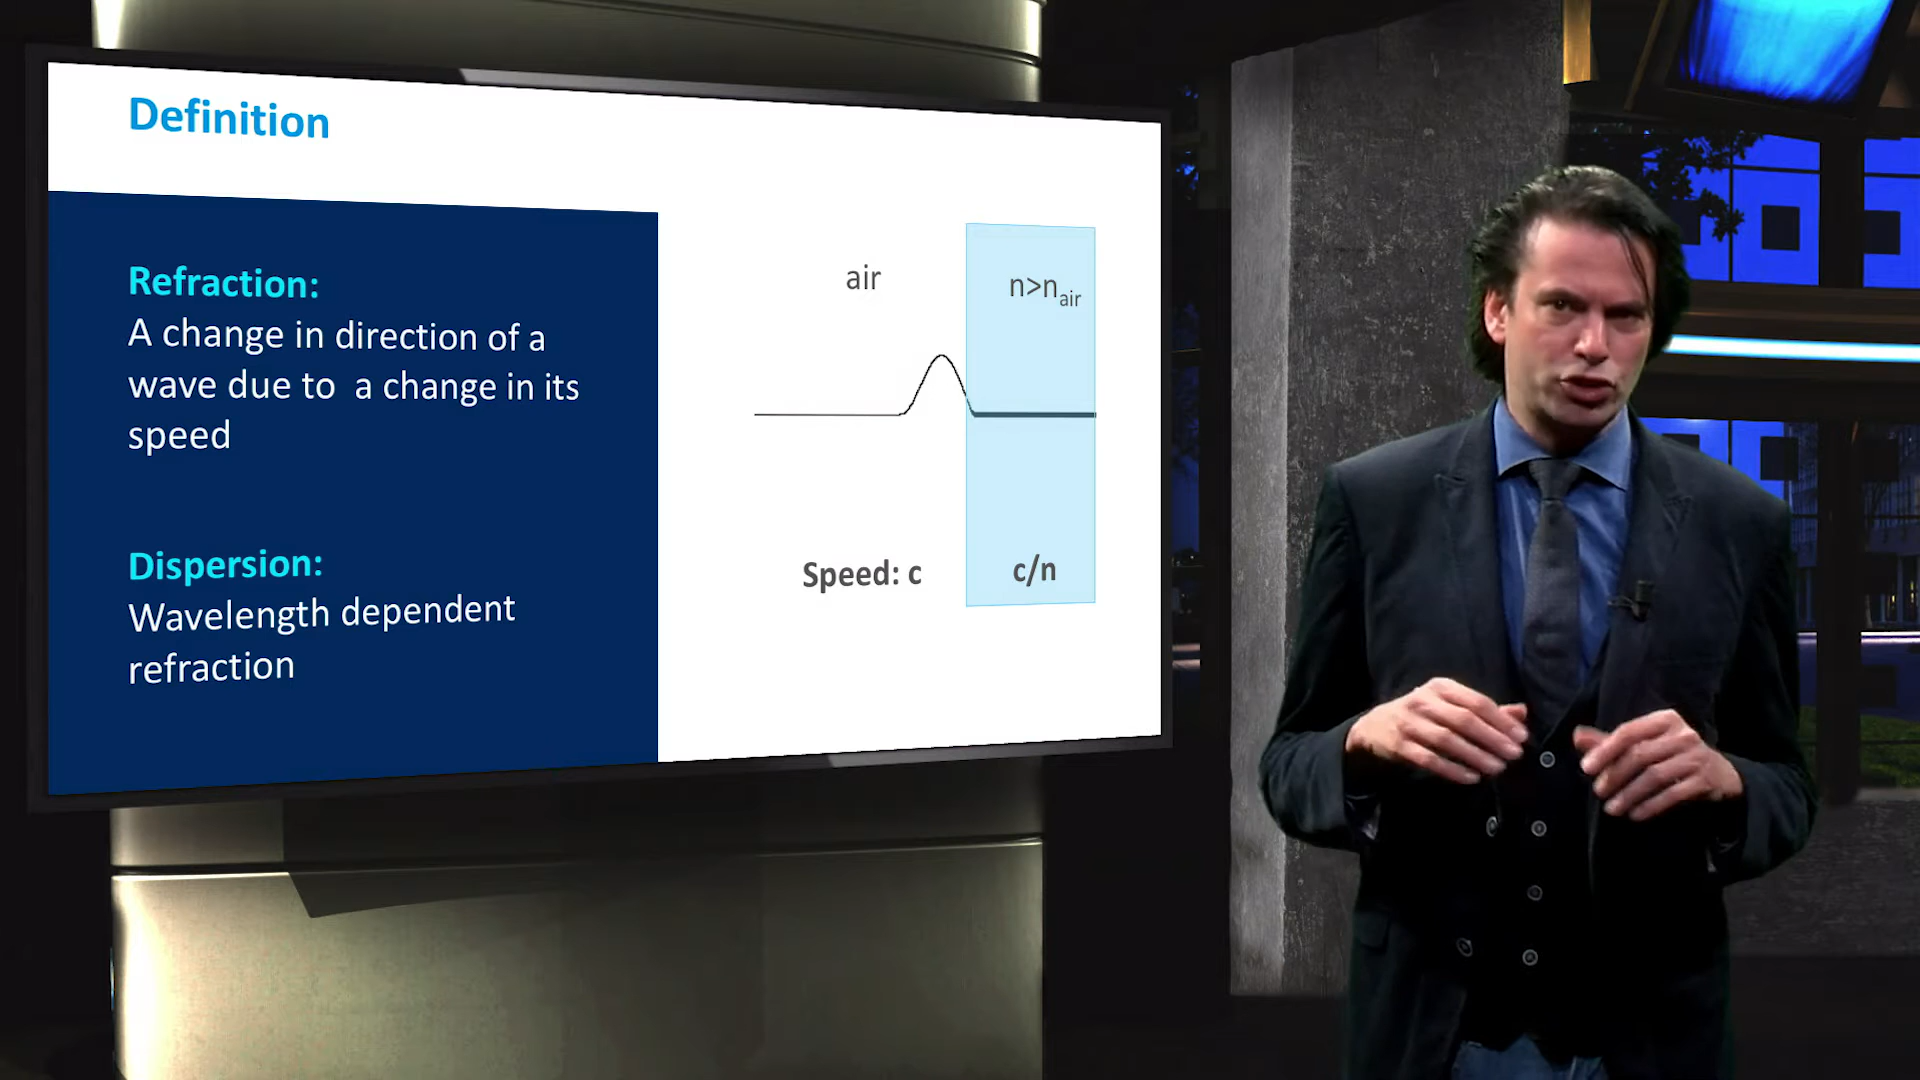 Definition
Refraction:
A change in direction of a
wave due to a change in its
speed
Dispersion:
Wavelength dependent
refraction
air
n>nair
Speed: c
c/n